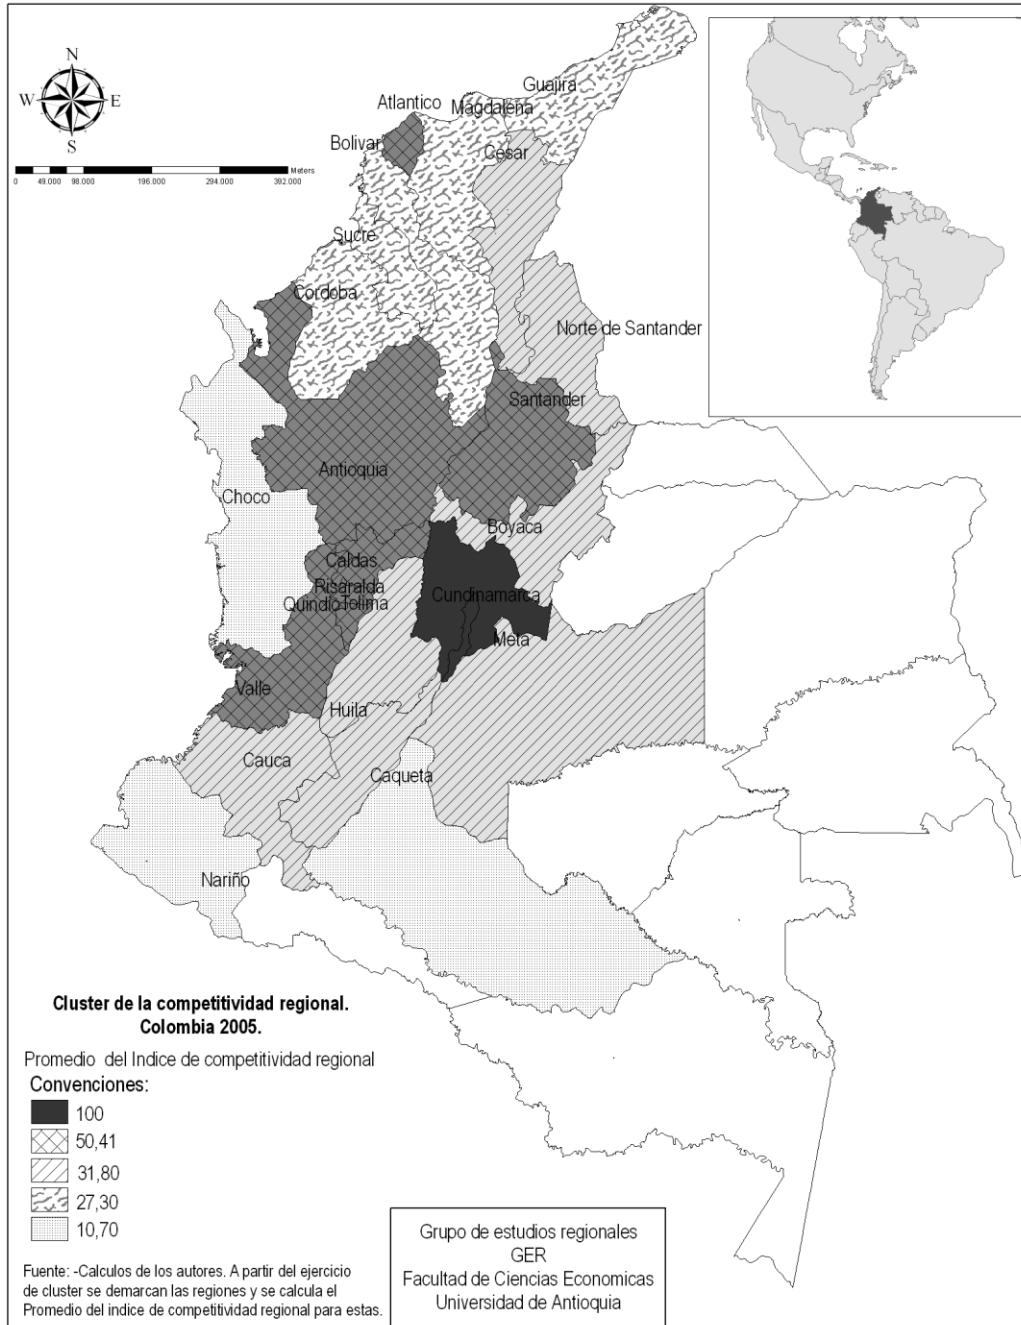 N
W E
S
Meters
0 49.000 98.000 196.000 294.000 392.000
Guajira
Atlantico
Magdalena
Bolivar
Cesar
Sucre
Cordoba
Norte de Santander
Santander
Antioquia
Choco
Boyaca
Caldas
Risaralda
Cundinamarca
Quindio
Tolima
Meta
Valle
Huila
Cauca
Caqueta
Nariño
Cluster de la competitividad regional.
Colombia 2005.
Promedio del Indice de competitividad regional
Convenciones:
100
50,41
31,80
27,30
10,70
Fuente: -Calculos de los autores. A partir del ejercicio
de cluster se demarcan las regiones y se calcula el
Promedio del indice de competitividad regional para estas.
Grupo de estudios regionales
GER
Facultad de Ciencias Economicas
Universidad de Antioquia